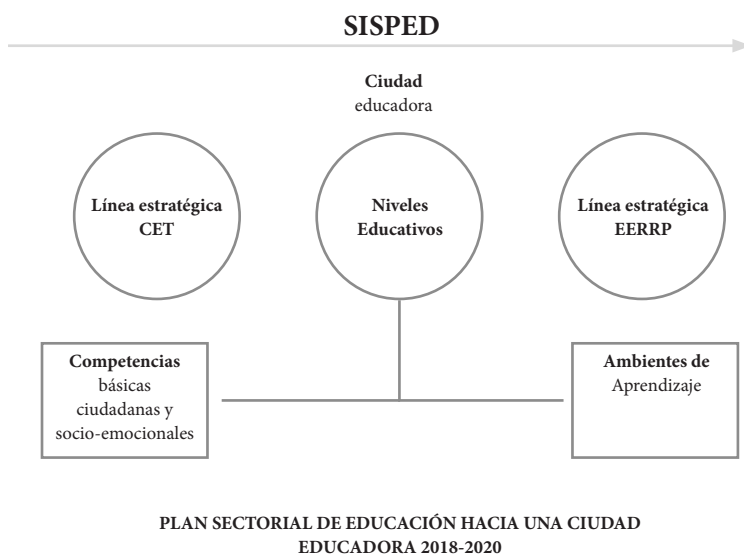 SISPED
Ciudad
educadora
Línea estratégica
CET
Niveles
Educativos
Línea estratégica
EERRP
Competencias
básicas
ciudadanas y
socio-emocionales
Ambientes de
Aprendizaje
PLAN SECTORIAL DE EDUCACIÓN HACIA UNA CIUDAD
EDUCADORA 2018-2020